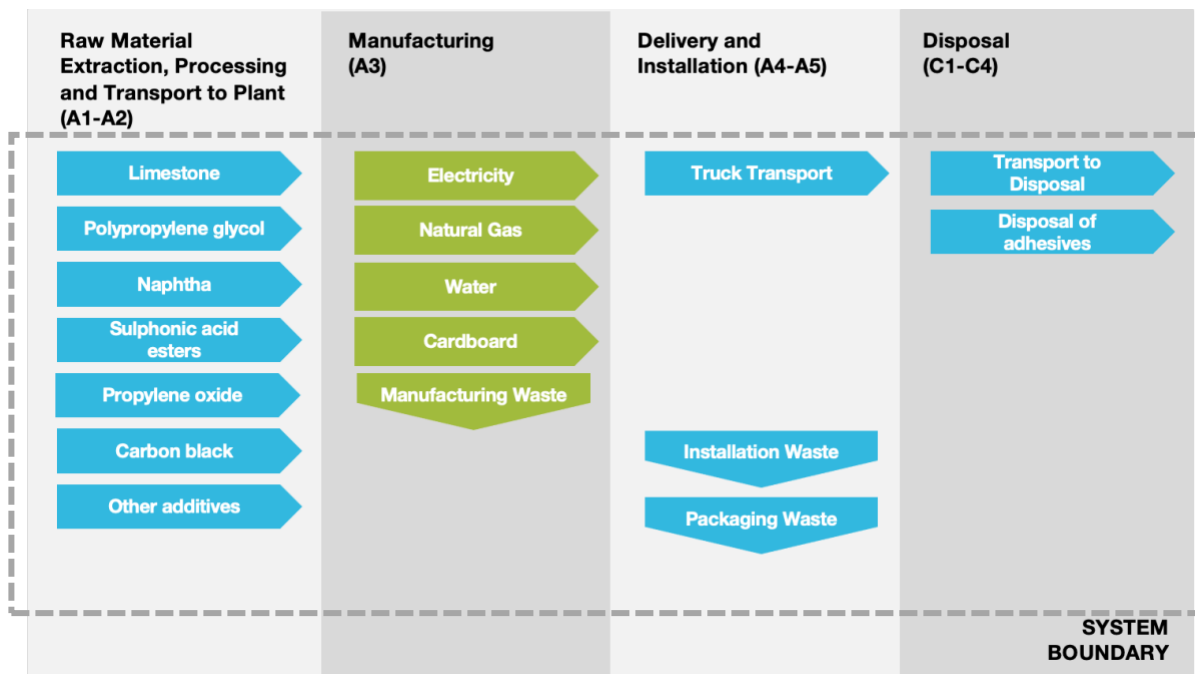 Raw Material
Extraction, Processing
and Transport to Plant
(A1-A2)
Limestone
Polypropylene glycol
Naphtha
Sulphonic acid
esters
Propylene oxide
Carbon black
Other additives
Manufacturing
(A3)
Electricity
Natural Gas
Water
Cardboard
Manufacturing Waste
Delivery and
Installation (A4-A5)
Truck Transport
Installation Waste
Packaging Waste
Disposal
(C1-C4)
Transport to
Disposal
Disposal of
adhesives
SYSTEM
BOUNDARY